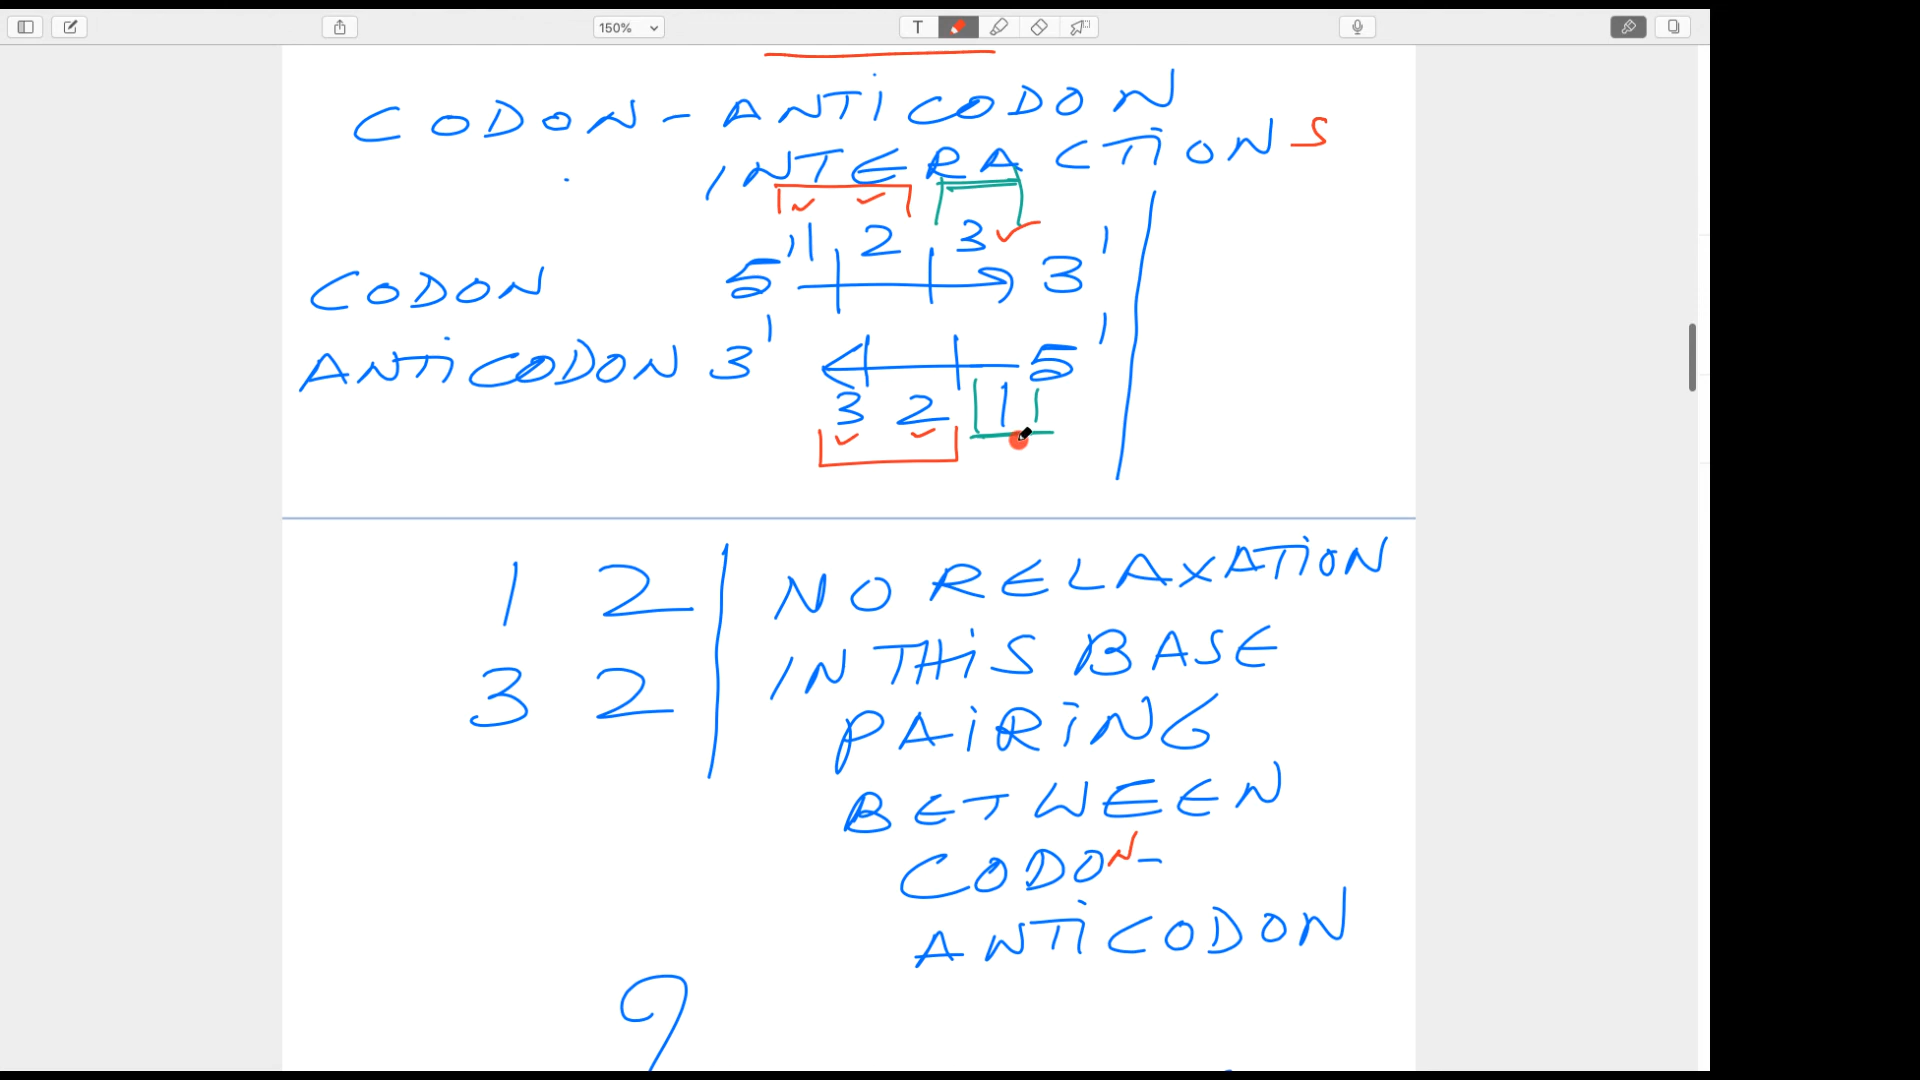 150%
T
CODON-ANTICODON
INTERACTIONS
1 2 3
CODON 5' 3'
ANTICODON 3' 5'
3 2 1
1 2 NO RELAXATION
3 2 IN THIS BASE
PAIRING
BETWEEN
CODON-
ANTICODON
9